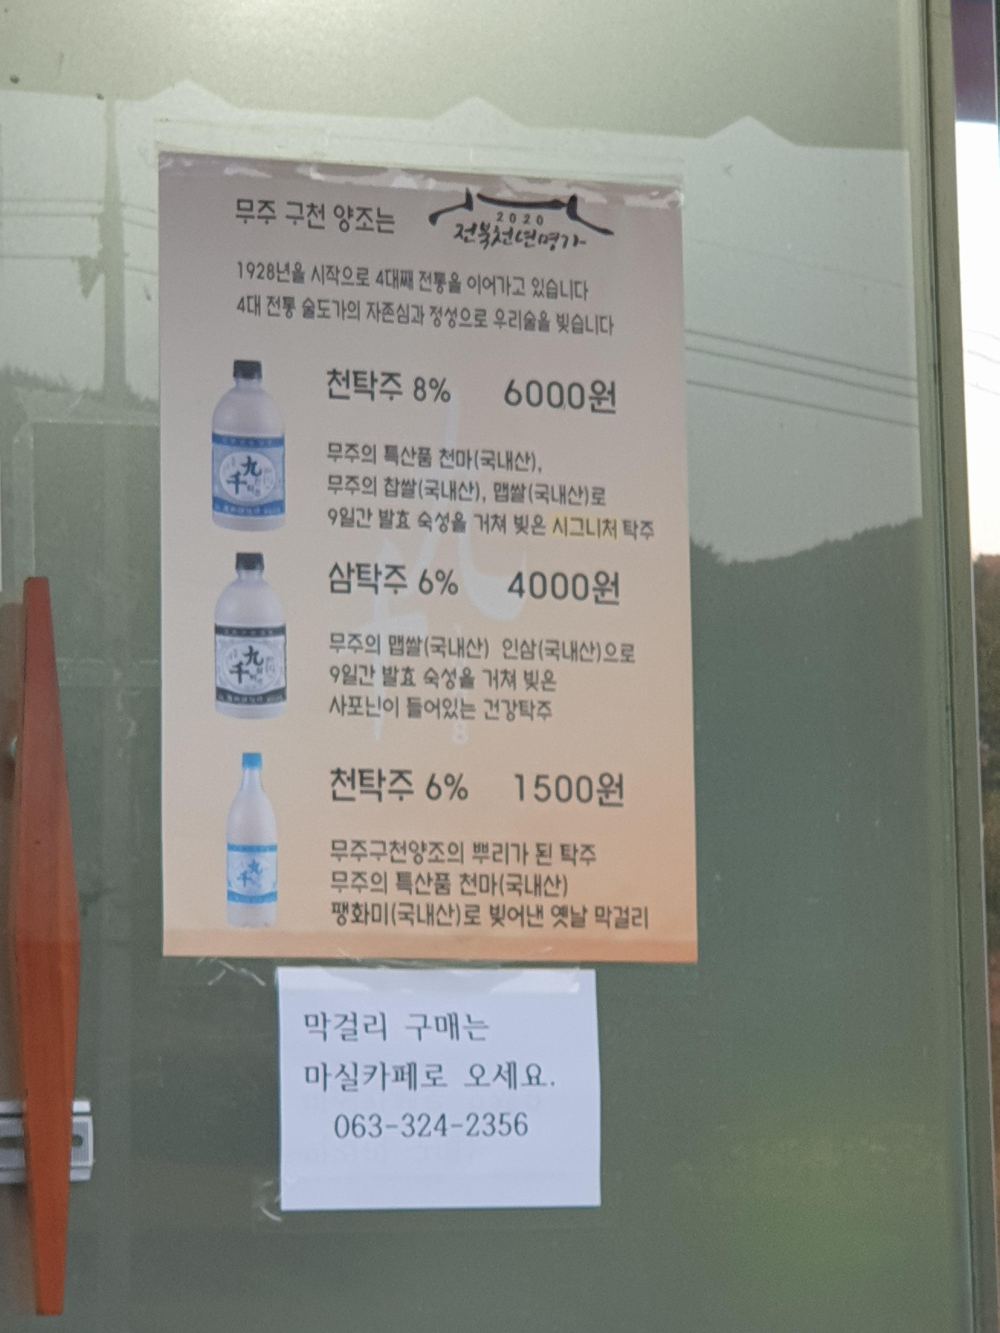 무주 구천 양조는
2020
전북천년명가
1928년을 시작으로 4대째 전통을 이어가고 있습니다
4대 전통 술도가의 자존심과 정성으로 우리술을 빚습니다
천탁주 8% 6000원
무주의 특산품 천마(국내산),
무주의 찹쌀(국내산), 맵쌀(국내산)로
9일간 발효 숙성을 거쳐 빚은 시그니처 탁주
九
千
삼탁주 6% 4000원
무주의 맵쌀(국내산) 인삼(국내산)으로
9일간 발효 숙성을 거쳐 빚은
사포닌이 들어있는 건강탁주
九
千
천탁주 6% 1500원
무주구천양조의 뿌리가 된 탁주
무주의 특산품 천마(국내산)
팽화미(국내산)로 빚어낸 옛날 막걸리
막걸리 구매는
마실카페로 오세요.
063-324-2356